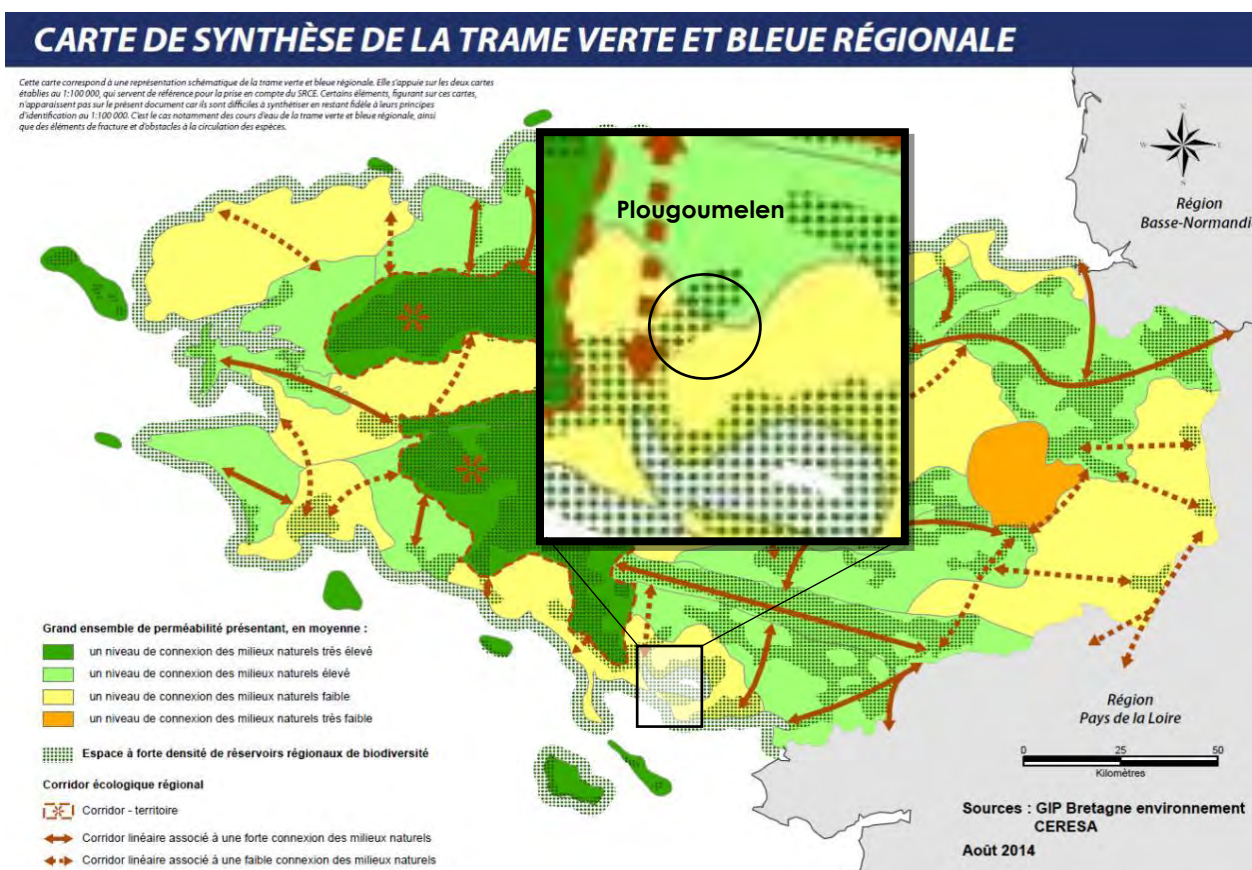 CARTE DE SYNTHÈSE DE LA TRAME VERTE ET BLEUE RÉGIONALE
Cette carte correspond à une représentation schématique de la trame verte et bleue régionale. Elle s'appuie sur les deux cartes
établies au 1:100 000, qui servent de référence pour la prise en compte du SRCE. Certains éléments, figurant sur ces cartes,
n'apparaissent pas sur le présent document car ils sont difficiles à synthétiser en restant fidèle à leurs principes
d'identification au 1:100 000. C'est le cas notamment des cours d'eau de la trame verte et bleue régionale, ainsi
que des éléments de fracture et d'obstacles à la circulation des espèces.
N
W
E
S
Région
Basse-Normandi
Plougoumelen
Grand ensemble de perméabilité présentant, en moyenne :
un niveau de connexion des milieux naturels très élevé
un niveau de connexion des milieux naturels élevé
un niveau de connexion des milieux naturels faible
un niveau de connexion des milieux naturels très faible
Espace à forte densité de réservoirs régionaux de biodiversité
Corridor écologique régional
Corridor - territoire
Corridor linéaire associé à une forte connexion des milieux naturels
Corridor linéaire associé à une faible connexion des milieux naturels
Région
Pays de la Loire
0 25 50
Kilomètres
Sources : GIP Bretagne environnement
CERESA
Août 2014